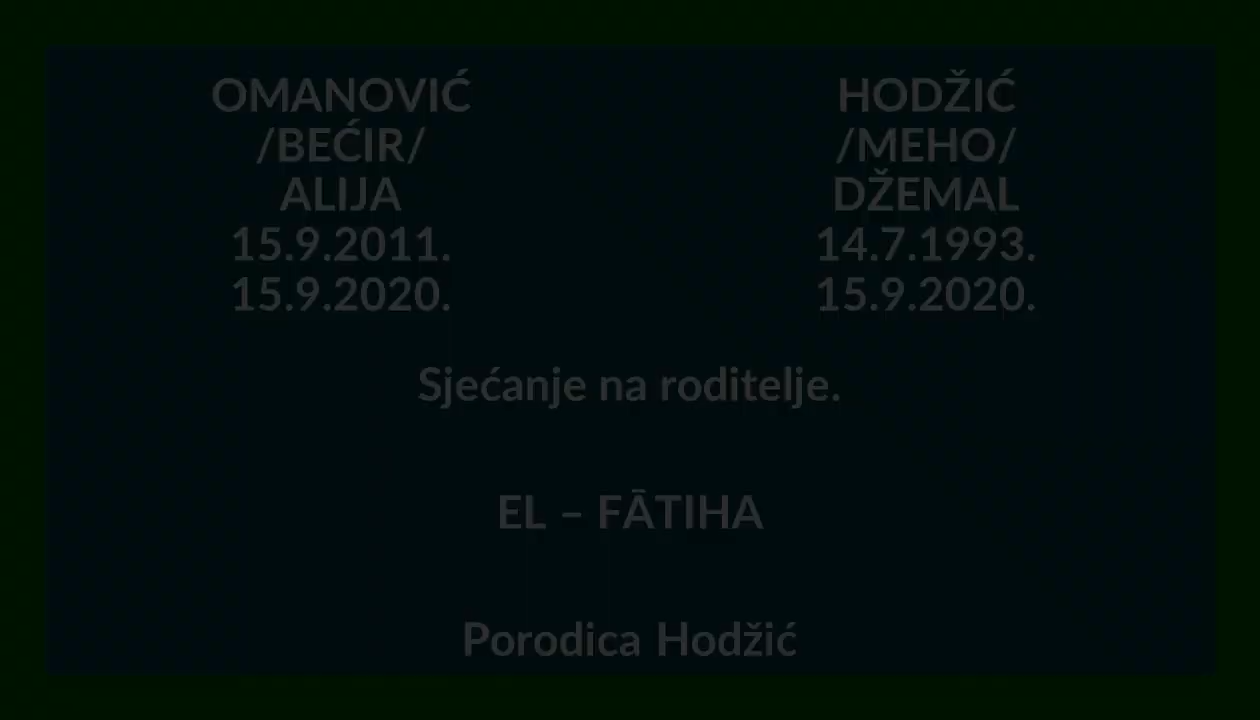 OMANOVIĆ
/BEĆIR/
ALIJA
15.9.2011.
15.9.2020.
HODŽIĆ
/MEHO/
DŽEMAL
14.7.1993.
15.9.2020.
Sjećanje na roditelje.
EL – FĀTIHA
Porodica Hodžić